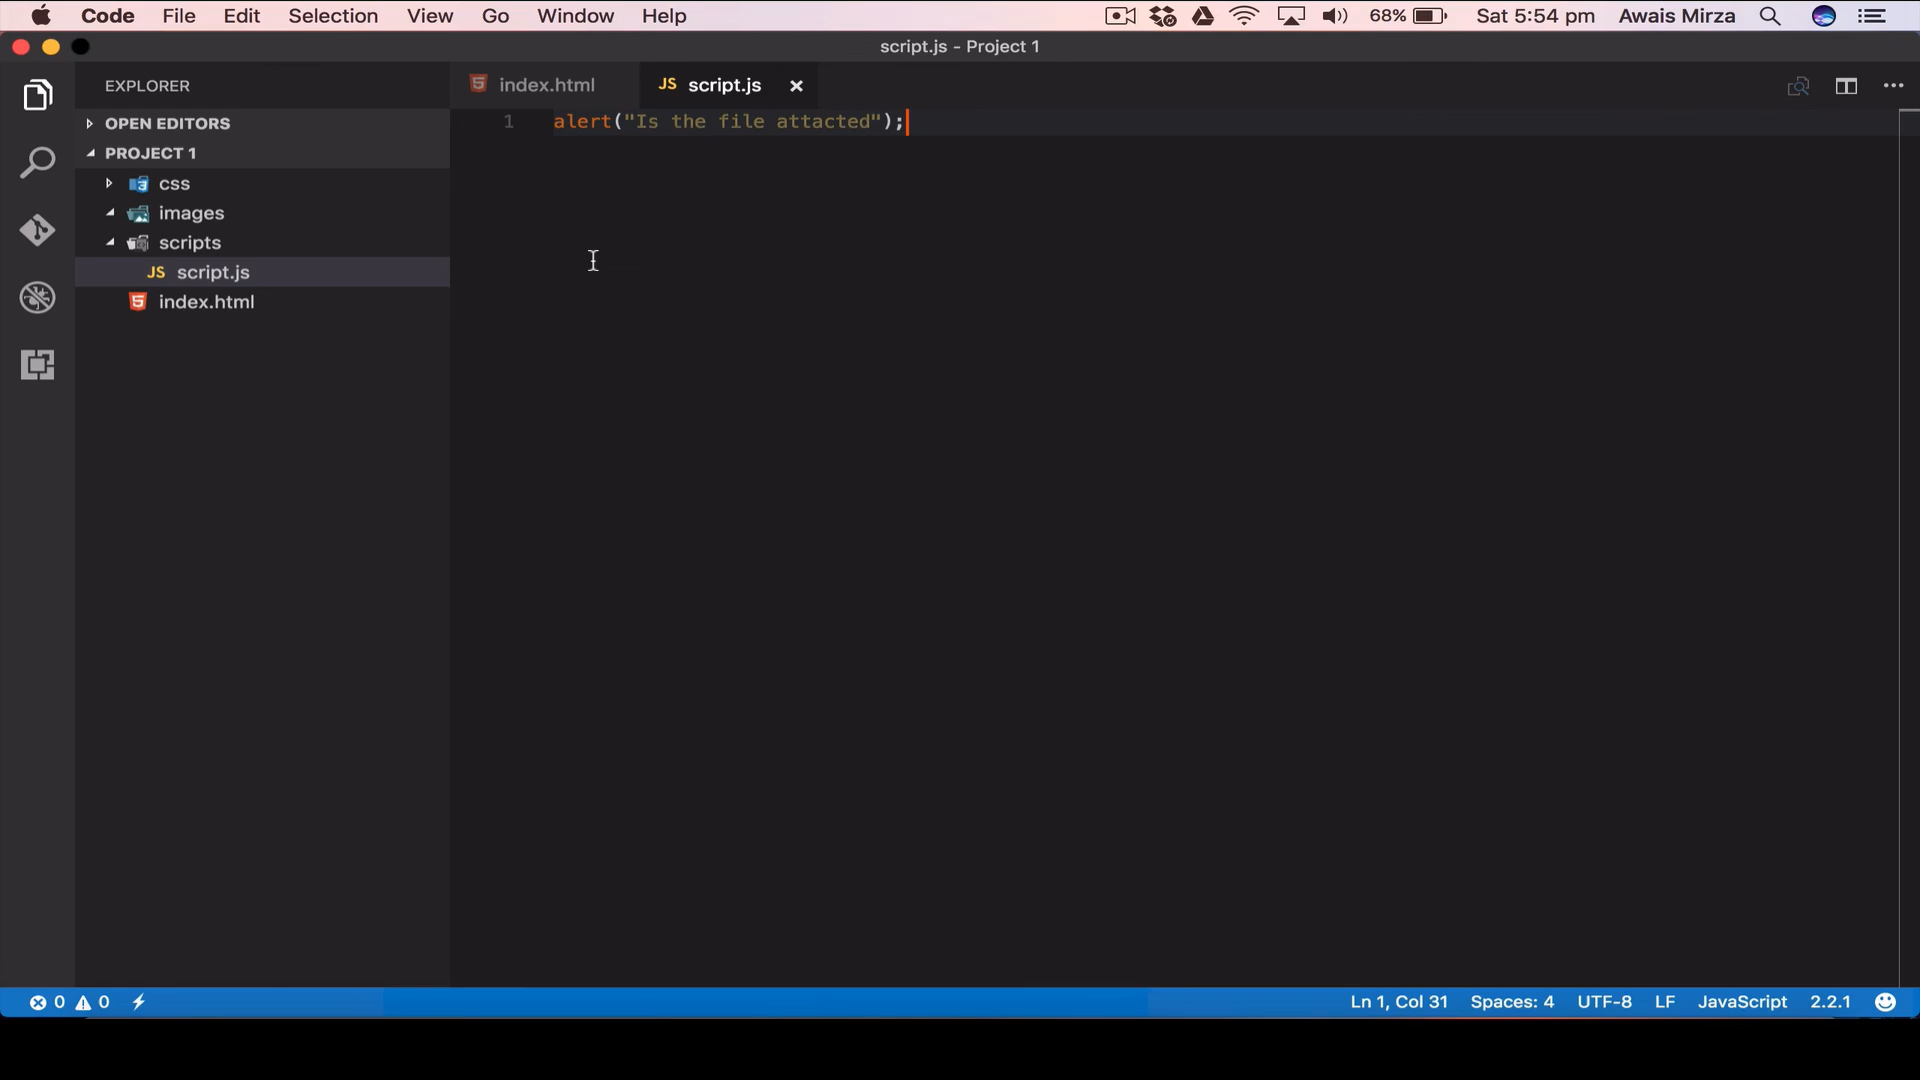 Code File Edit Selection View Go Window Help 68% Sat 5:54 pm Awais Mirza
script.js - Project 1
EXPLORER
index.html
JS script.js
OPEN EDITORS
1 alert("Is the file attacted");
PROJECT 1
css
images
scripts
JS script.js
index.html
0 0 Ln 1, Col 31 Spaces: 4 UTF-8 LF JavaScript 2.2.1